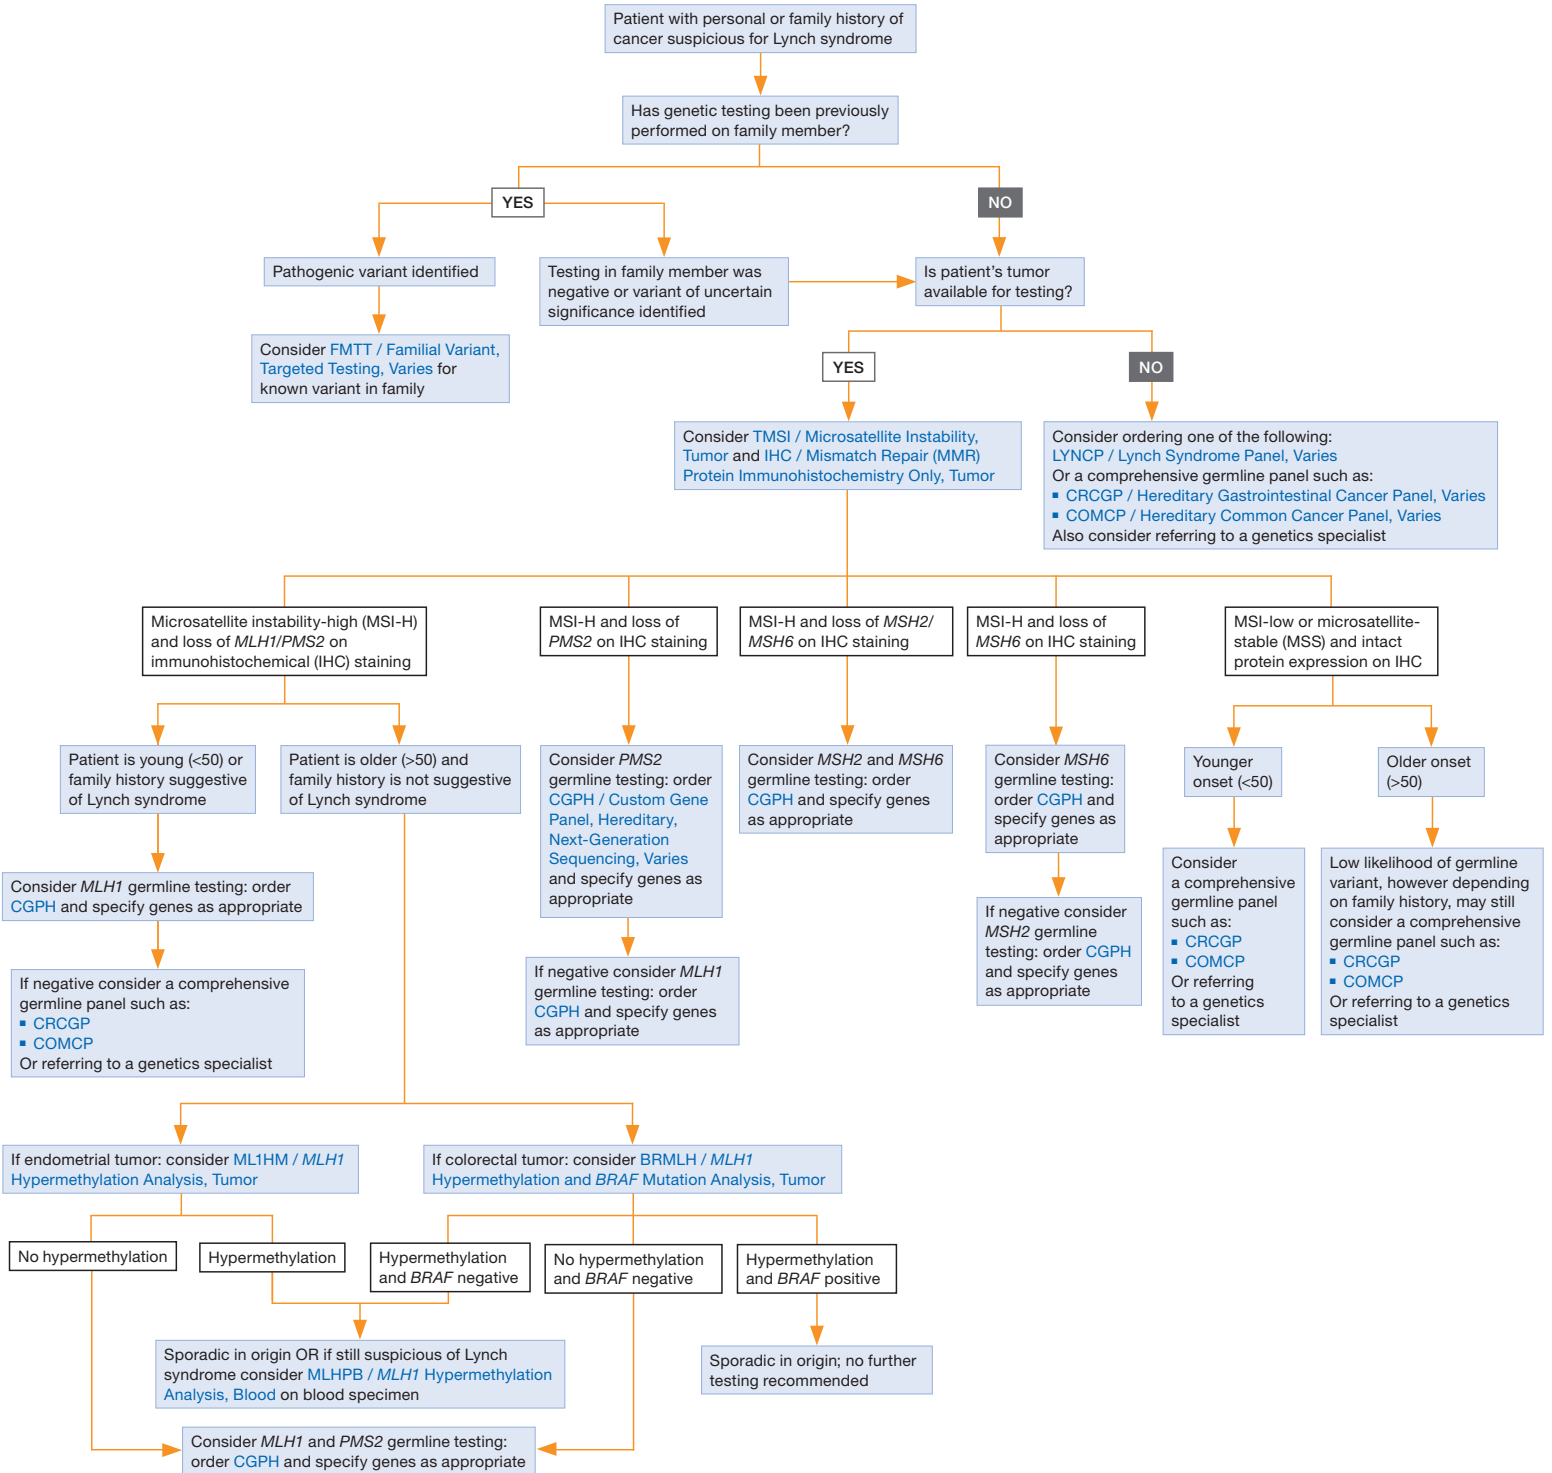 Patient with personal or family history of
cancer suspicious for Lynch syndrome
Has genetic testing been previously
performed on family member?
YES
NO
Pathogenic variant identified
Testing in family member was
negative or variant of uncertain
significance identified
Is patient's tumor
available for testing?
Consider FMTT / Familial Variant,
Targeted Testing, Varies for
known variant in family
YES
NO
Consider TMSI / Microsatellite Instability,
Tumor and IHC / Mismatch Repair (MMR)
Protein Immunohistochemistry Only, Tumor
Consider ordering one of the following:
LYNCP / Lynch Syndrome Panel, Varies
Or a comprehensive germline panel such as:
▪ CRCGP / Hereditary Gastrointestinal Cancer Panel, Varies
▪ COMCP / Hereditary Common Cancer Panel, Varies
Also consider referring to a genetics specialist
Microsatellite instability-high (MSI-H)
and loss of MLH1/PMS2 on
immunohistochemical (IHC) staining
MSI-H and loss of
PMS2 on IHC staining
MSI-H and loss of MSH2/
MSH6 on IHC staining
MSI-H and loss of
MSH6 on IHC staining
MSI-low or microsatellite-
stable (MSS) and intact
protein expression on IHC
Patient is young (<50) or
family history suggestive
of Lynch syndrome
Patient is older (>50) and
family history is not suggestive
of Lynch syndrome
Consider PMS2
germline testing: order
CGPH / Custom Gene
Panel, Hereditary,
Next-Generation
Sequencing, Varies
and specify genes as
appropriate
Consider MSH2 and MSH6
germline testing: order
CGPH and specify genes
as appropriate
Consider MSH6
germline testing:
order CGPH and
specify genes as
appropriate
Younger
onset (<50)
Older onset
(>50)
Consider MLH1 germline testing: order
CGPH and specify genes as appropriate
If negative consider a comprehensive
germline panel such as:
▪ CRCGP
▪ COMCP
Or referring to a genetics specialist
If negative consider MLH1
germline testing: order
CGPH and specify genes
as appropriate
If negative consider
MSH2 germline
testing: order CGPH
and specify genes
as appropriate
Consider
a comprehensive
germline panel
such as:
▪ CRCGP
▪ COMCP
Or referring
to a genetics
specialist
Low likelihood of germline
variant, however depending
on family history, may still
consider a comprehensive
germline panel such as:
▪ CRCGP
▪ COMCP
Or referring to a genetics
specialist
If endometrial tumor: consider ML1HM / MLH1
Hypermethylation Analysis, Tumor
If colorectal tumor: consider BRMLH / MLH1
Hypermethylation and BRAF Mutation Analysis, Tumor
No hypermethylation
Hypermethylation
Hypermethylation
and BRAF negative
No hypermethylation
and BRAF negative
Hypermethylation
and BRAF positive
Sporadic in origin OR if still suspicious of Lynch
syndrome consider MLHPB / MLH1 Hypermethylation
Analysis, Blood on blood specimen
Sporadic in origin; no further
testing recommended
Consider MLH1 and PMS2 germline testing:
order CGPH and specify genes as appropriate